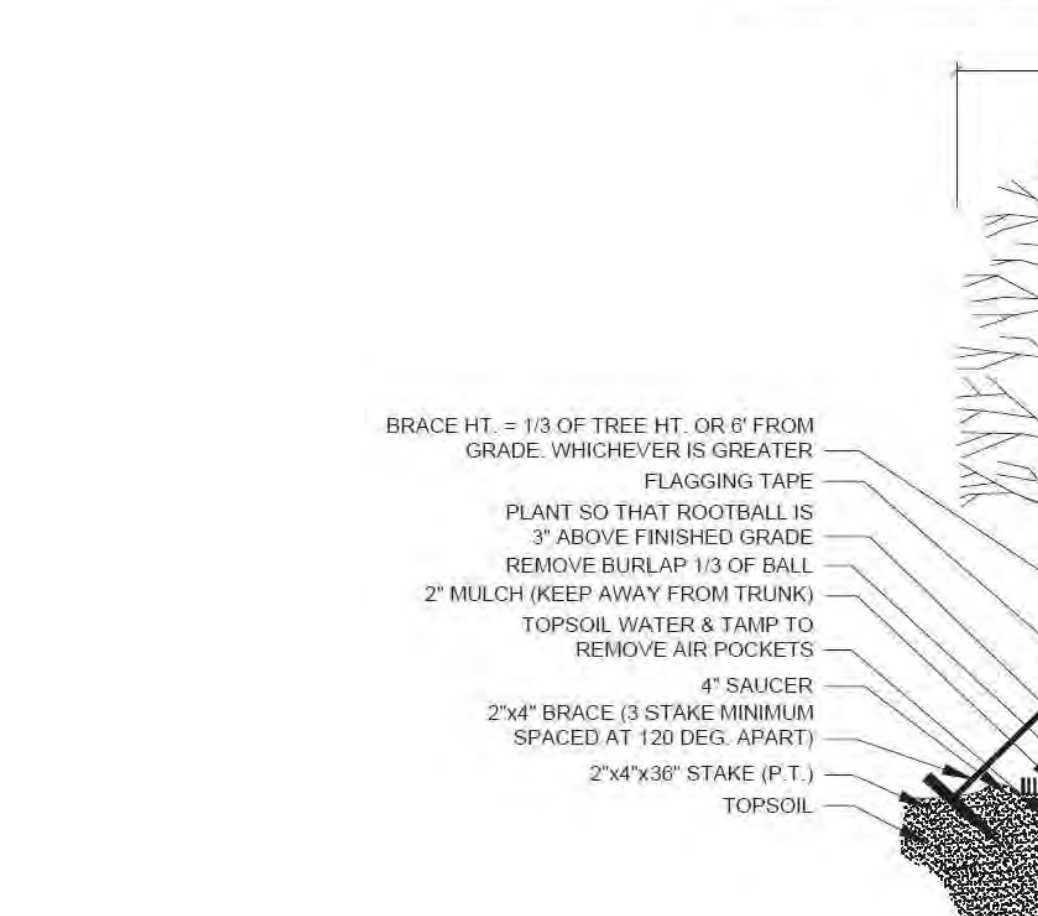 BRACE HT. = 1/3 OF TREE HT. OR 6' FROM
GRADE. WHICHEVER IS GREATER
FLAGGING TAPE
PLANT SO THAT ROOTBALL IS
3" ABOVE FINISHED GRADE
REMOVE BURLAP 1/3 OF BALL
2" MULCH (KEEP AWAY FROM TRUNK)
TOPSOIL WATER & TAMP TO
REMOVE AIR POCKETS
4" SAUCER
2"x4" BRACE (3 STAKE MINIMUM
SPACED AT 120 DEG. APART)
2"x4"x36" STAKE (P.T.)
TOPSOIL